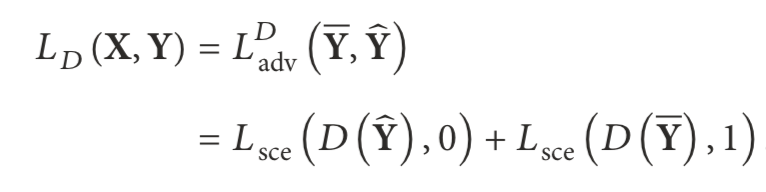 L_D (𝐗, 𝐘) = L^D_adv (𝐘̅, 𝐘̂)
= L_sce (D(𝐘̂), 0) + L_sce (D(𝐘̅), 1)